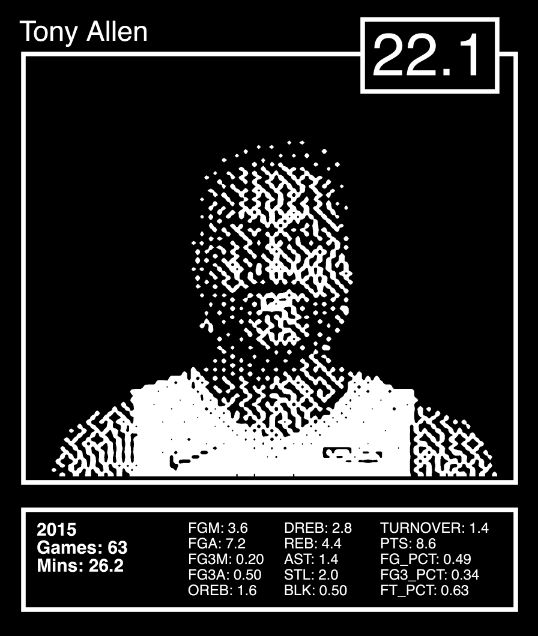 Tony Allen
22.1
2015
Games: 63
Mins: 26.2
FGM: 3.6
FGA: 7.2
FG3M: 0.20
FG3A: 0.50
OREB: 1.6
DREB: 2.8
REB: 4.4
AST: 1.4
STL: 2.0
BLK: 0.50
TURNOVER: 1.4
PTS: 8.6
FG_PCT: 0.49
FG3_PCT: 0.34
FT_PCT: 0.63